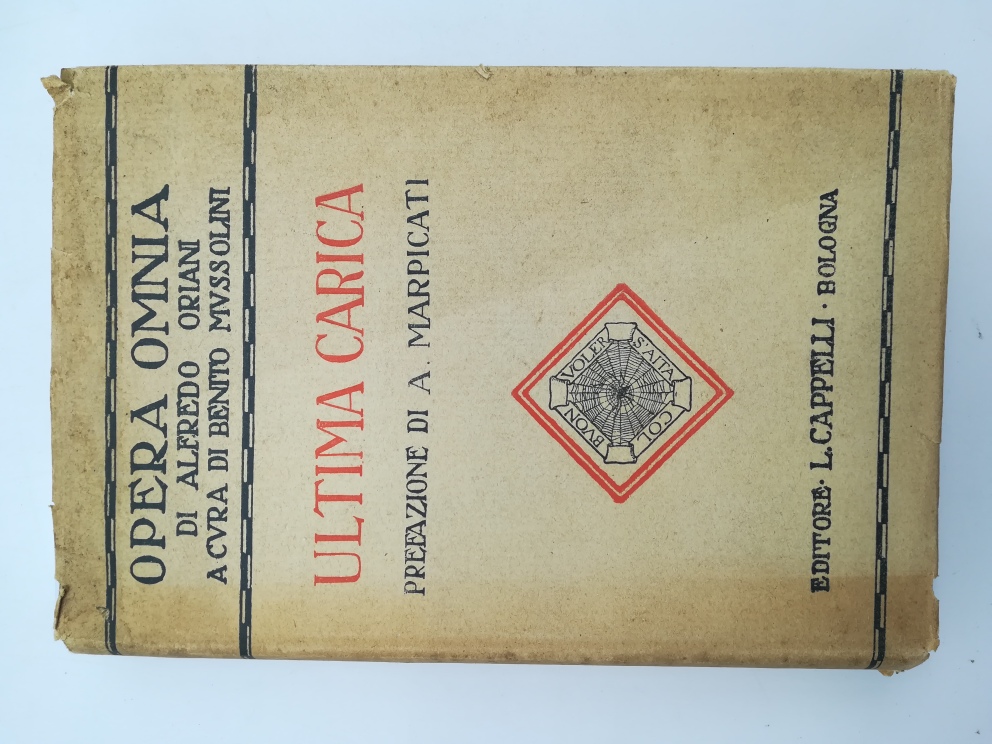 OPERA OMNIA
DI ALFREDO ORIANI
A CVRA DI BENITO MVSSOLINI
ULTIMA CARICA
PREFAZIONE DI A. MARPICATI
COL BVON VOLER S'AITA
EDITORE · L. CAPPELLI · BOLOGNA